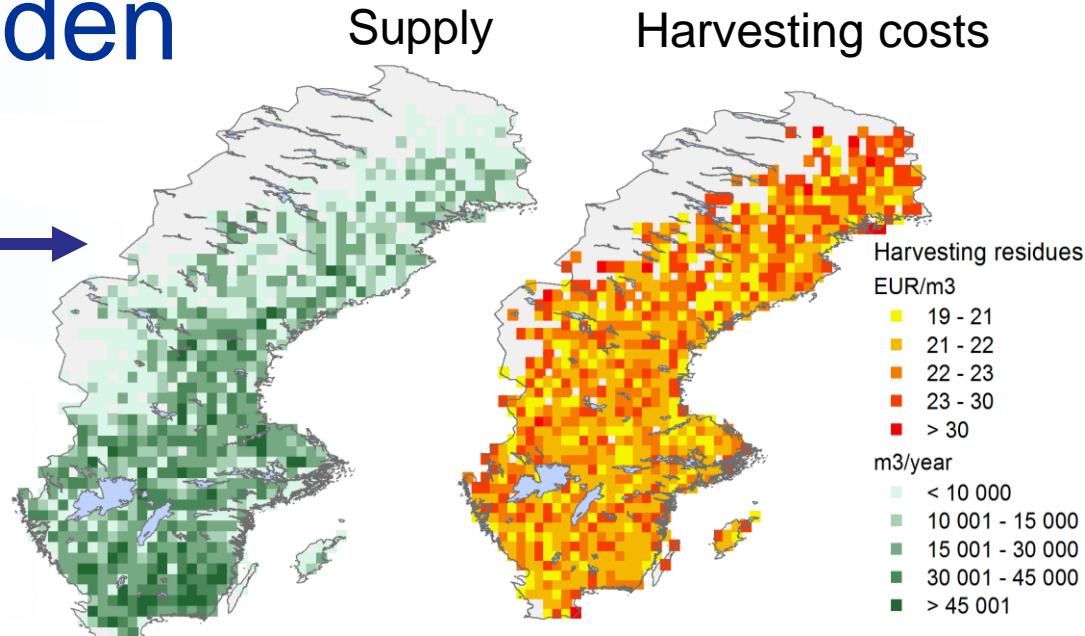 den
Supply
Harvesting costs
Harvesting residues
EUR/m3
19 - 21
21 - 22
22 - 23
23 - 30
> 30
m3/year
< 10 000
10 001 - 15 000
15 001 - 30 000
30 001 - 45 000
> 45 001